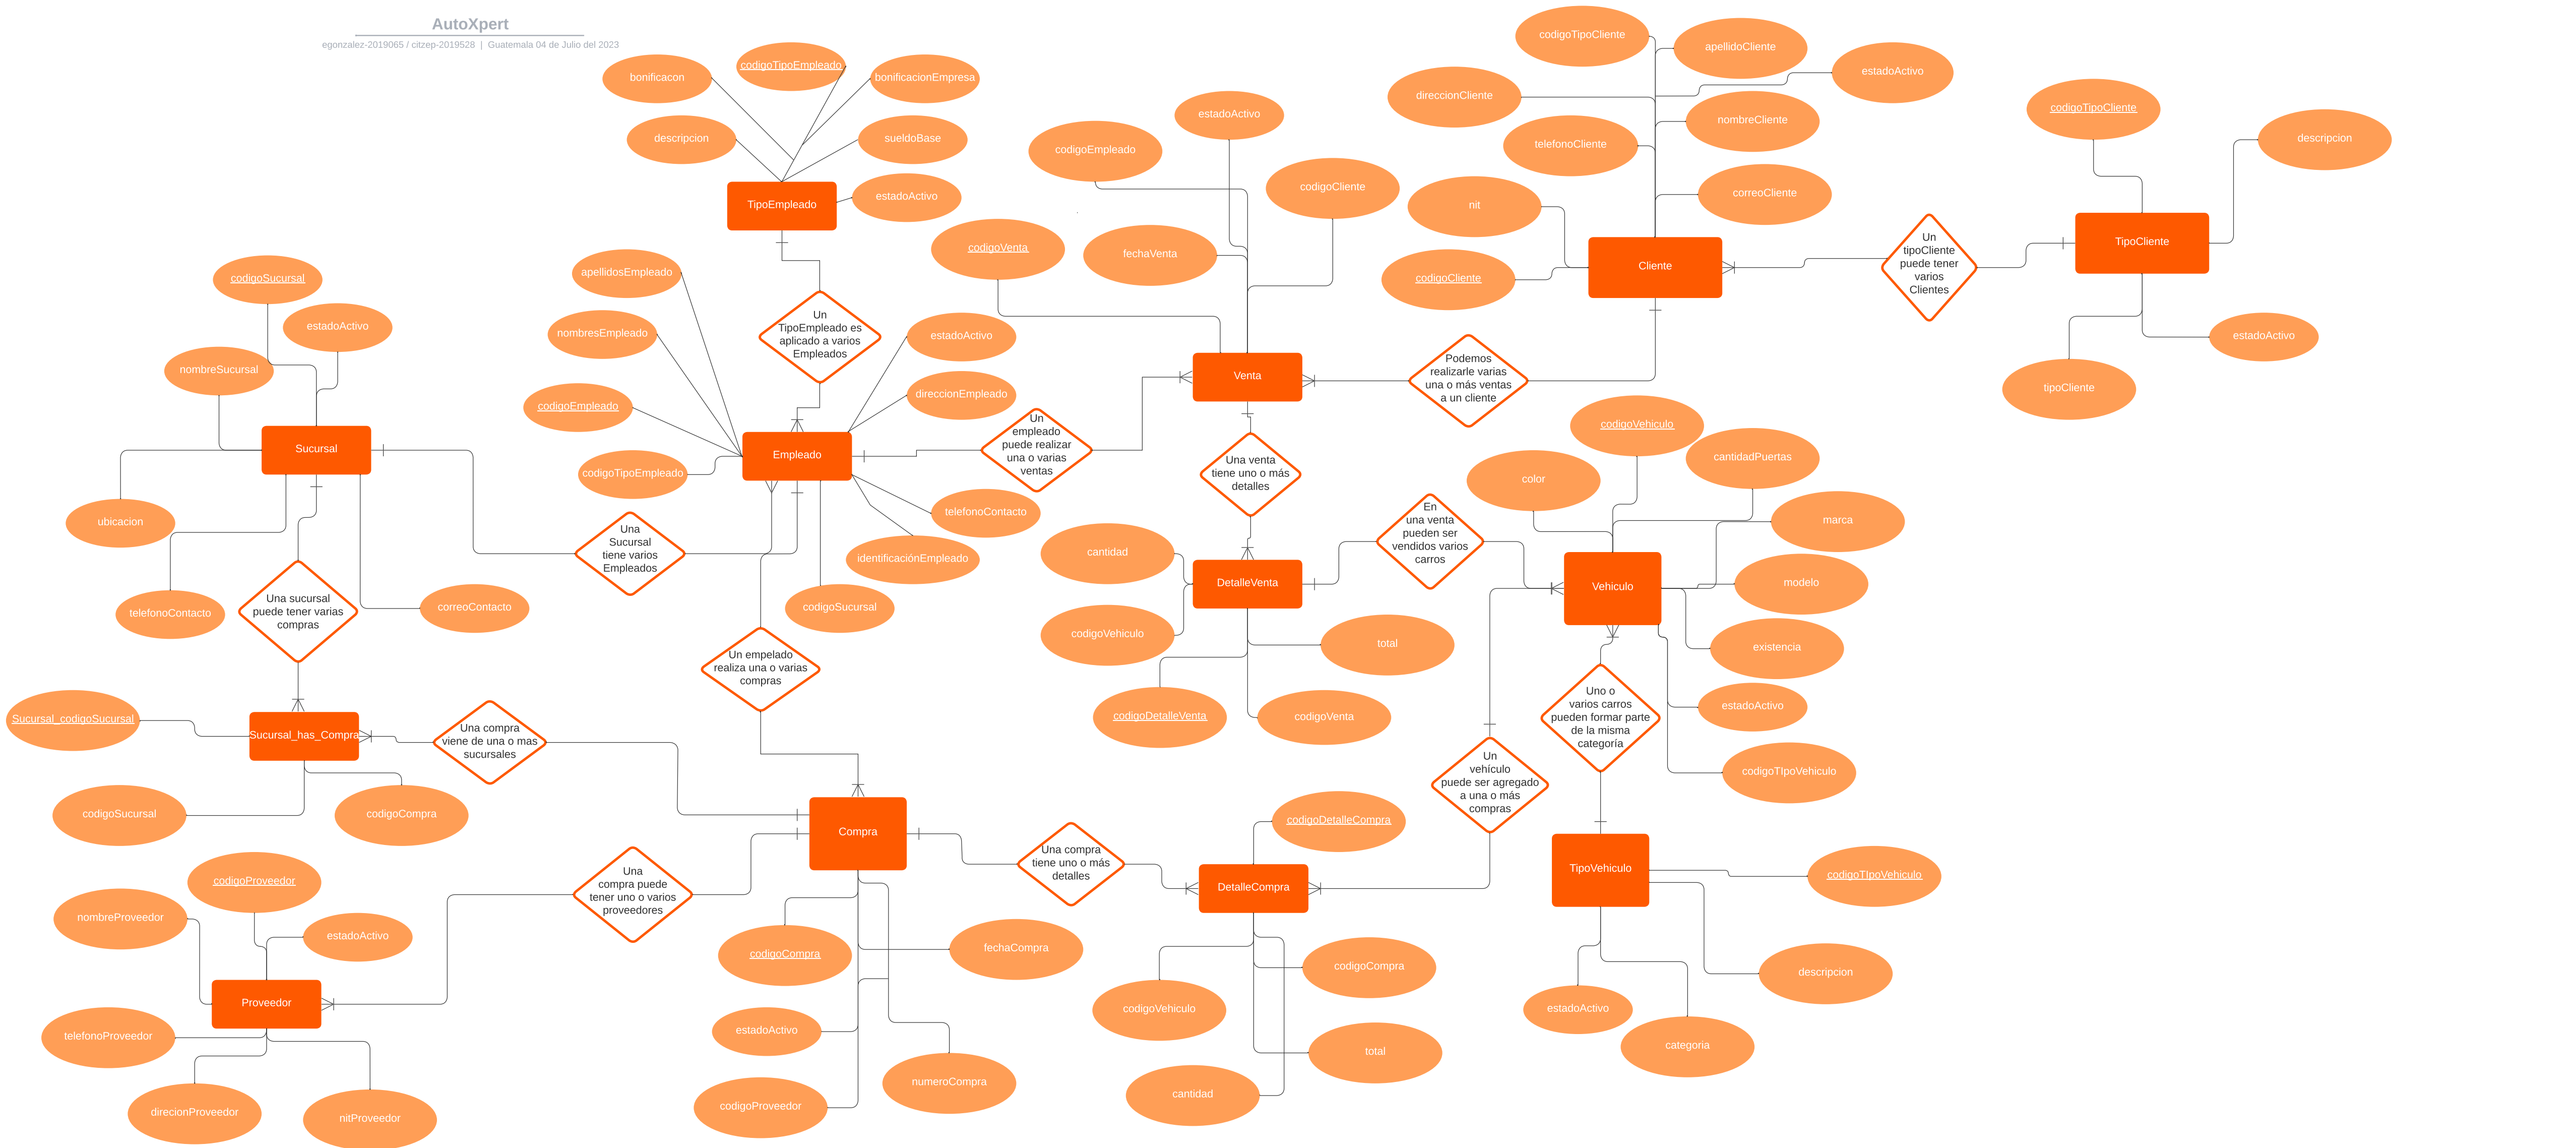 AutoXpert
egonzalez-2019065 / citzep-2019528 | Guatemala 04 de Julio del 2023
bonificacon
codigoTipoEmpleado
bonificacionEmpresa
descripcion
sueldoBase
TipoEmpleado
estadoActivo
Un
TipoEmpleado es
aplicado a varios
Empleados
apellidosEmpleado
nombresEmpleado
codigoEmpleado
codigoTipoEmpleado
Empleado
estadoActivo
direccionEmpleado
telefonoContacto
identificaciónEmpleado
codigoSucursal
codigoSucursal
estadoActivo
nombreSucursal
Sucursal
ubicacion
telefonoContacto
correoContacto
Una
Sucursal
tiene varios
Empleados
Una sucursal
puede tener varias
compras
Un empelado
realiza una o varias
compras
Sucursal_codigoSucursal
Sucursal_has_Compra
codigoSucursal
codigoCompra
Una compra
viene de una o mas
sucursales
codigoProveedor
nombreProveedor
estadoActivo
Proveedor
telefonoProveedor
direcionProveedor
nitProveedor
Una
compra puede
tener uno o varios
proveedores
Compra
codigoCompra
fechaCompra
estadoActivo
numeroCompra
codigoProveedor
Una compra
tiene uno o más
detalles
codigoDetalleCompra
DetalleCompra
codigoVehiculo
codigoCompra
total
cantidad
codigoEmpleado
estadoActivo
codigoCliente
codigoVenta
fechaVenta
Venta
Un
empleado
puede realizar
una o varias
ventas
Una venta
tiene uno o más
detalles
Podemos
realizarle varias
una o más ventas
a un cliente
cantidad
DetalleVenta
codigoVehiculo
total
codigoDetalleVenta
codigoVenta
En
una venta
pueden ser
vendidos varios
carros
codigoTipoCliente
apellidoCliente
estadoActivo
direccionCliente
nombreCliente
telefonoCliente
correoCliente
nit
codigoCliente
Cliente
Un
tipoCliente
puede tener
varios
Clientes
codigoTipoCliente
descripcion
TipoCliente
estadoActivo
tipoCliente
codigoVehiculo
cantidadPuertas
color
marca
Vehiculo
modelo
existencia
estadoActivo
codigoTIpoVehiculo
Uno o
varios carros
pueden formar parte
de la misma
categoría
Un
vehículo
puede ser agregado
a una o más
compras
TipoVehiculo
codigoTIpoVehiculo
descripcion
estadoActivo
categoria